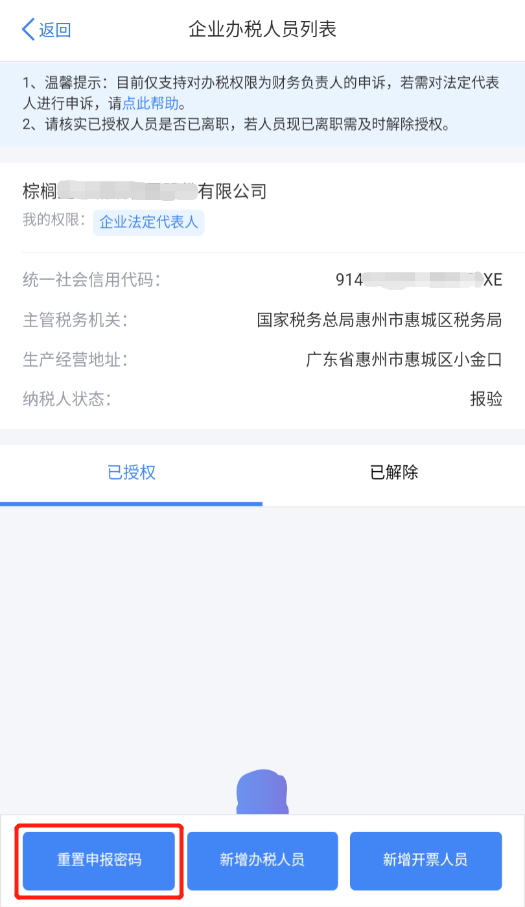 返回
企业办税人员列表
1、温馨提示：目前仅支持对办税权限为财务负责人的申诉，若需对法定代表
人进行申诉，请点此帮助。
2、请核实已授权人员是否已离职，若人员现已离职需及时解除授权。
棕榈 有限公司
我的权限： 企业法定代表人
统一社会信用代码： 914 XE
主管税务机关： 国家税务总局惠州市惠城区税务局
生产经营地址： 广东省惠州市惠城区小金口
纳税人状态： 报验
已授权 已解除
重置申报密码 新增办税人员 新增开票人员